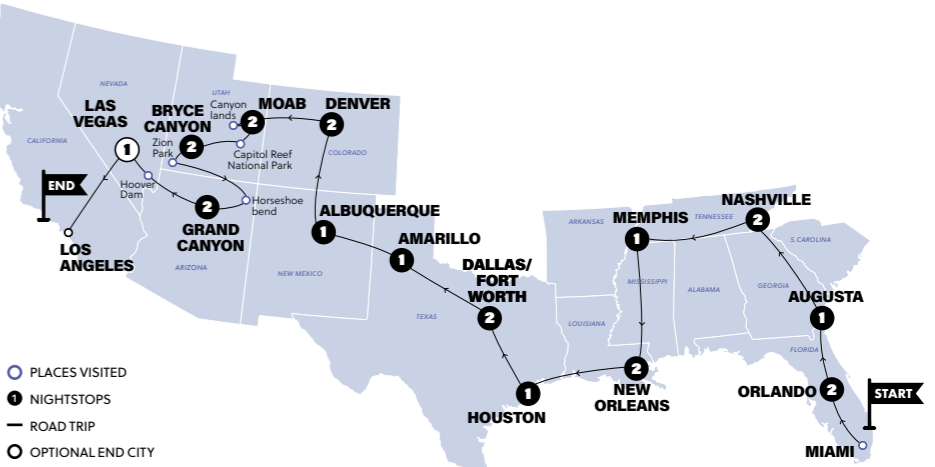 NEVADA
UTAH
LAS
VEGAS
1
BRYCE
CANYON
2
Canyon
lands
MOAB
2
DENVER
2
CALIFORNIA
Zion
Park
Capitol Reef
National Park
COLORADO
END
Hoover
Dam
2
GRAND
CANYON
Horseshoe
bend
LOS
ANGELES
ARIZONA
NEW MEXICO
ALBUQUERQUE
1
AMARILLO
1
DALLAS/
FORT
WORTH
2
TEXAS
ARKANSAS
MEMPHIS
1
TENNESSEE
NASHVILLE
2
S.CAROLINA
MISSISSIPPI
ALABAMA
GEORGIA
AUGUSTA
1
LOUISIANA
FLORIDA
HOUSTON
1
2
NEW
ORLEANS
ORLANDO
2
START
MIAMI
PLACES VISITED
1 NIGHTSTOPS
ROAD TRIP
OPTIONAL END CITY